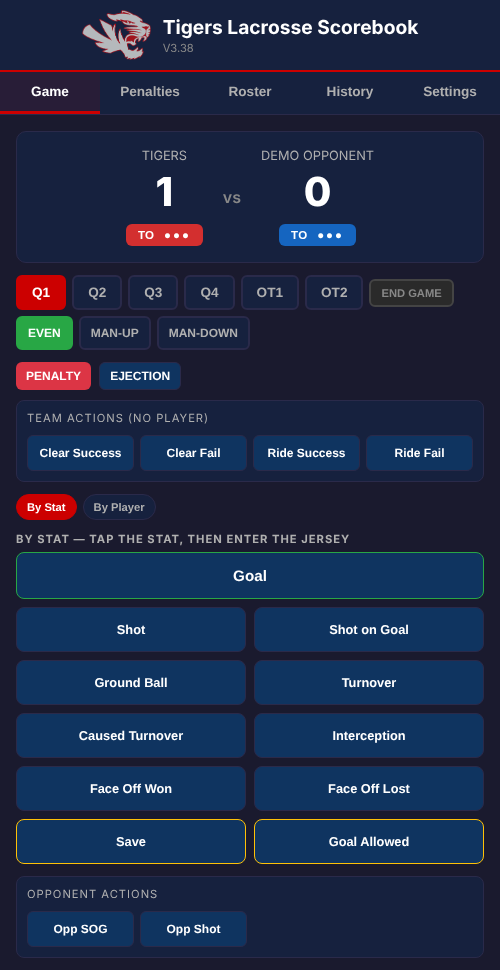 Tigers Lacrosse Scorebook
V3.38
Game Penalties Roster History Settings
TIGERS DEMO OPPONENT
1 vs 0
TO ●●● TO ●●●
Q1 Q2 Q3 Q4 OT1 OT2 END GAME
EVEN MAN-UP MAN-DOWN
PENALTY EJECTION
TEAM ACTIONS (NO PLAYER)
Clear Success Clear Fail Ride Success Ride Fail
By Stat By Player
BY STAT — TAP THE STAT, THEN ENTER THE JERSEY
Goal
Shot Shot on Goal
Ground Ball Turnover
Caused Turnover Interception
Face Off Won Face Off Lost
Save Goal Allowed
OPPONENT ACTIONS
Opp SOG Opp Shot